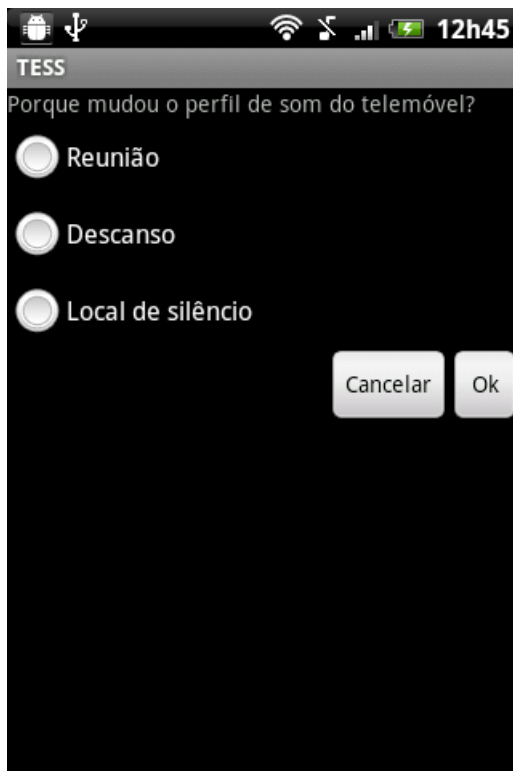 12h45
TESS
Porque mudou o perfil de som do telemóvel?
Reunião
Descanso
Local de silêncio
Cancelar Ok